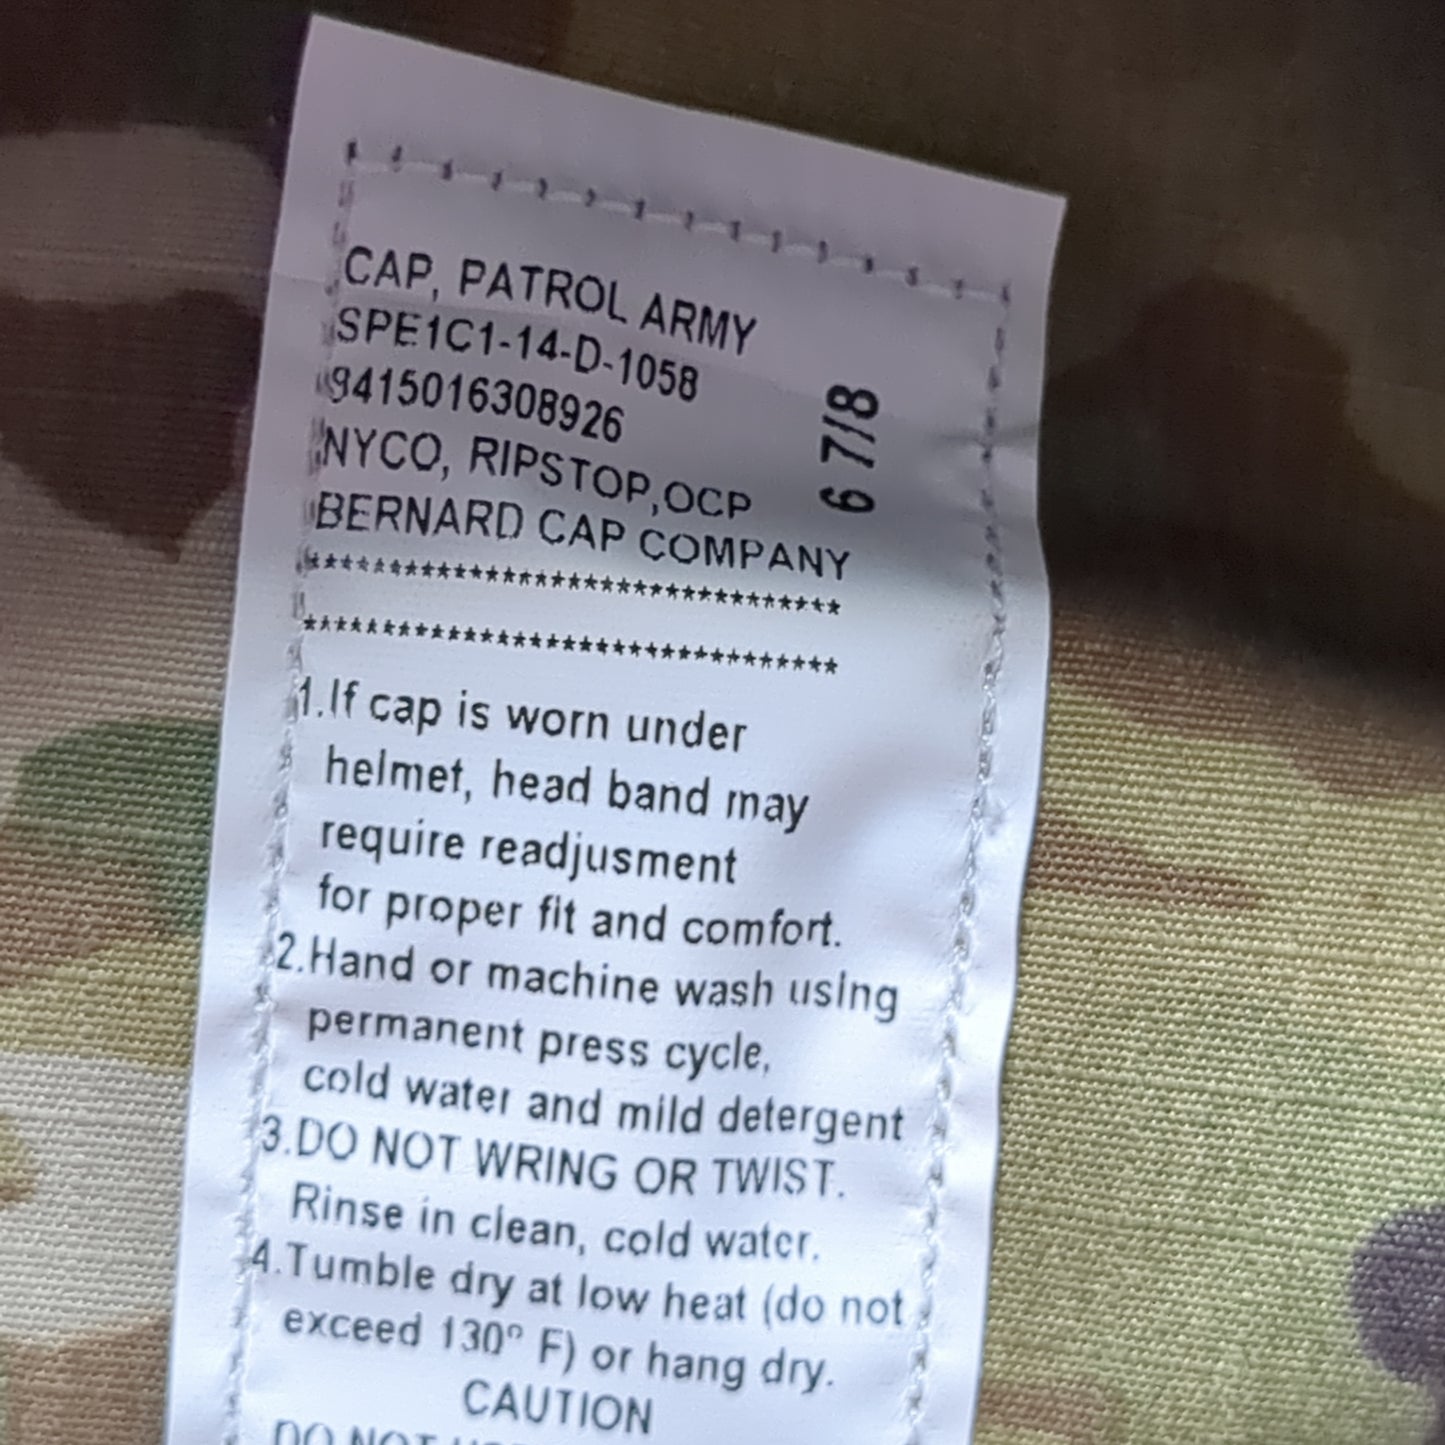 CAP, PATROL ARMY
SPE1C1-14-D-1058
8415016308926
NYCO, RIPSTOP,OCP
BERNARD CAP COMPANY
6 7/8
*********************************
*********************************
1.If cap is worn under
helmet, head band may
require readjusment
for proper fit and comfort.
2.Hand or machine wash using
permanent press cycle,
cold water and mild detergent
3.DO NOT WRING OR TWIST.
Rinse in clean, cold water.
4.Tumble dry at low heat (do not
exceed 130° F) or hang dry.
CAUTION
DO NOT